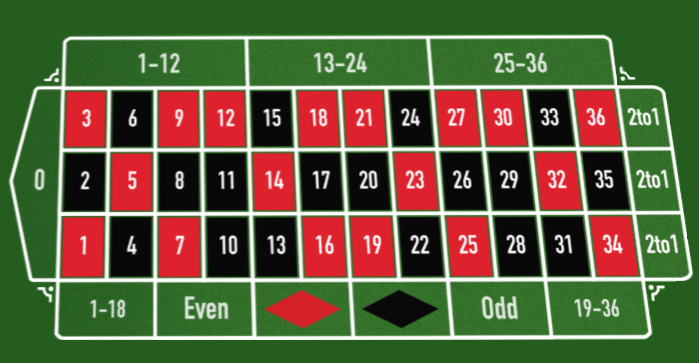 1-12 13-24 25-36
3 6 9 12 15 18 21 24 27 30 33 36 2to1
0 2 5 8 11 14 17 20 23 26 29 32 35 2to1
1 4 7 10 13 16 19 22 25 28 31 34 2to1
1-18 Even Odd 19-36